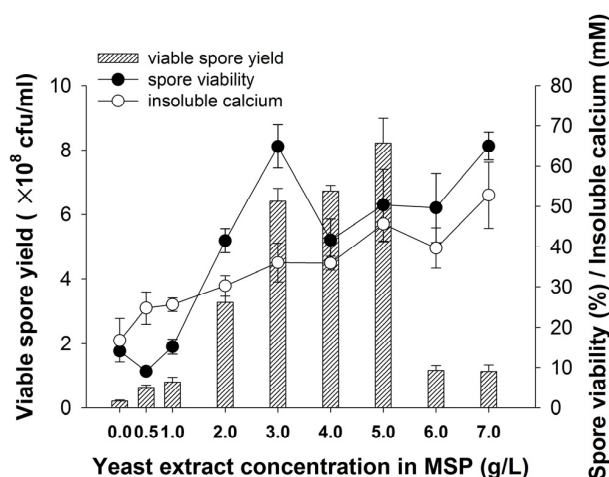 viable spore yield
spore viability
insoluble calcium
Viable spore yield ( ×10⁸ cfu/ml)
10
8
6
4
2
0
80
70
60
50
40
30
20
10
0
Spore viability (%) / Insoluble calcium (mM)
0.0 0.5 1.0 2.0 3.0 4.0 5.0 6.0 7.0
Yeast extract concentration in MSP (g/L)